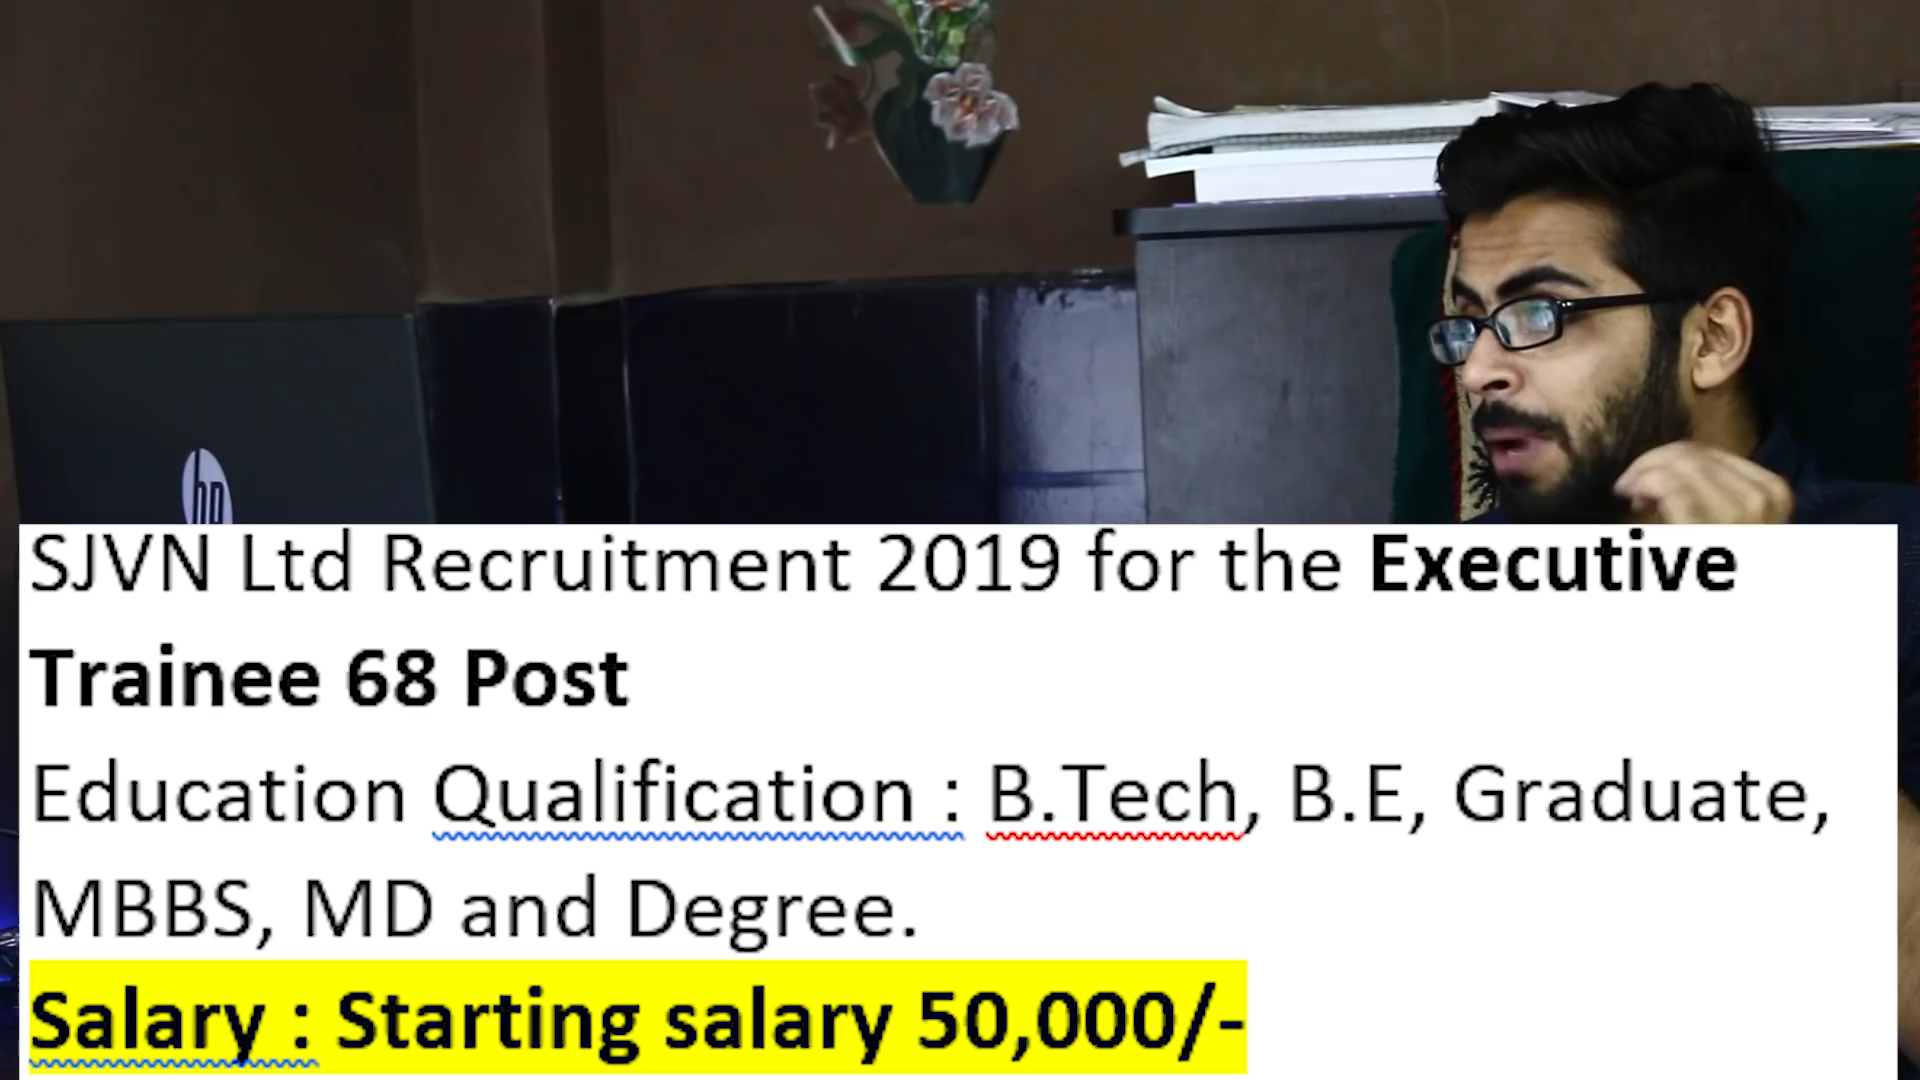 hp
SJVN Ltd Recruitment 2019 for the Executive
Trainee 68 Post
Education Qualification : B.Tech, B.E, Graduate,
MBBS, MD and Degree.
Salary : Starting salary 50,000/-